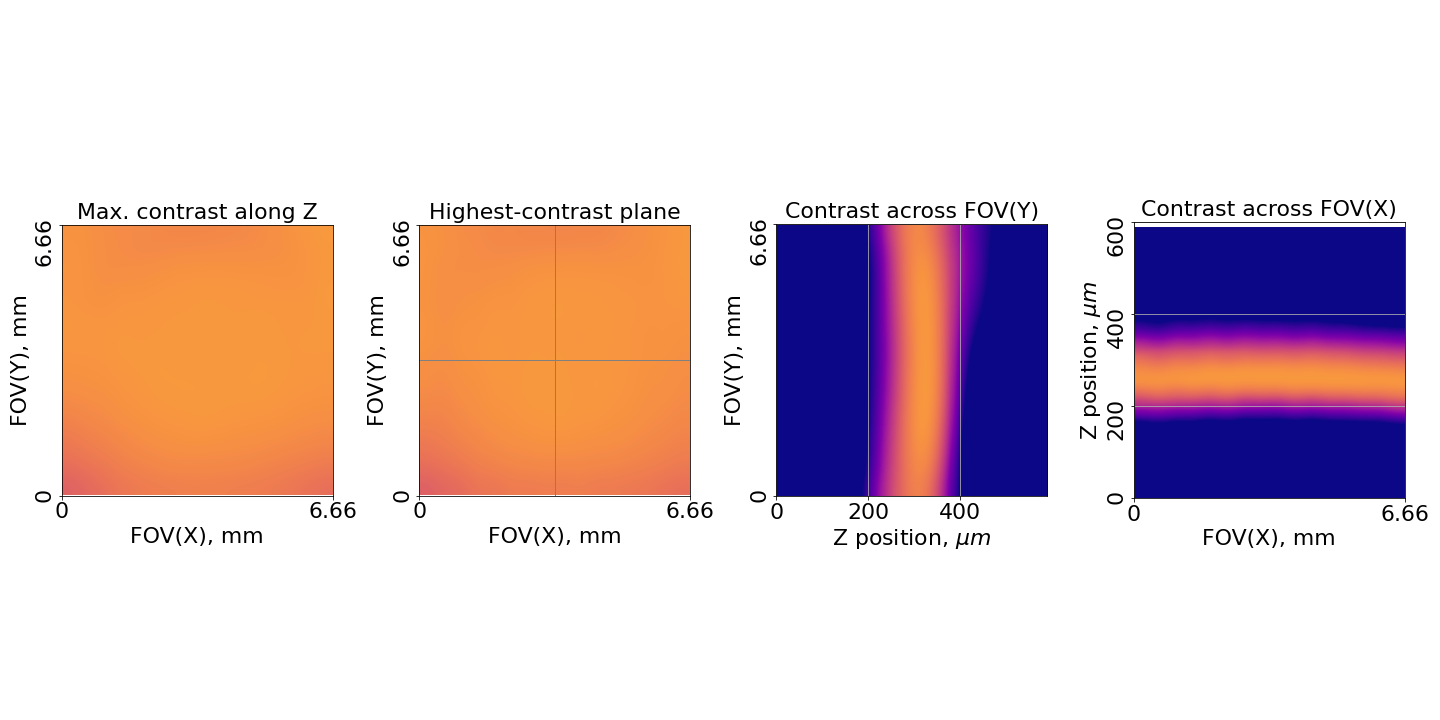 Max. contrast along Z
FOV(Y), mm
6.66
0
0
6.66
FOV(X), mm
Highest-contrast plane
FOV(Y), mm
6.66
0
0
6.66
FOV(X), mm
Contrast across FOV(Y)
FOV(Y), mm
6.66
0
0
200
400
Z position, μm
Contrast across FOV(X)
Z position, μm
600
400
200
0
0
6.66
FOV(X), mm